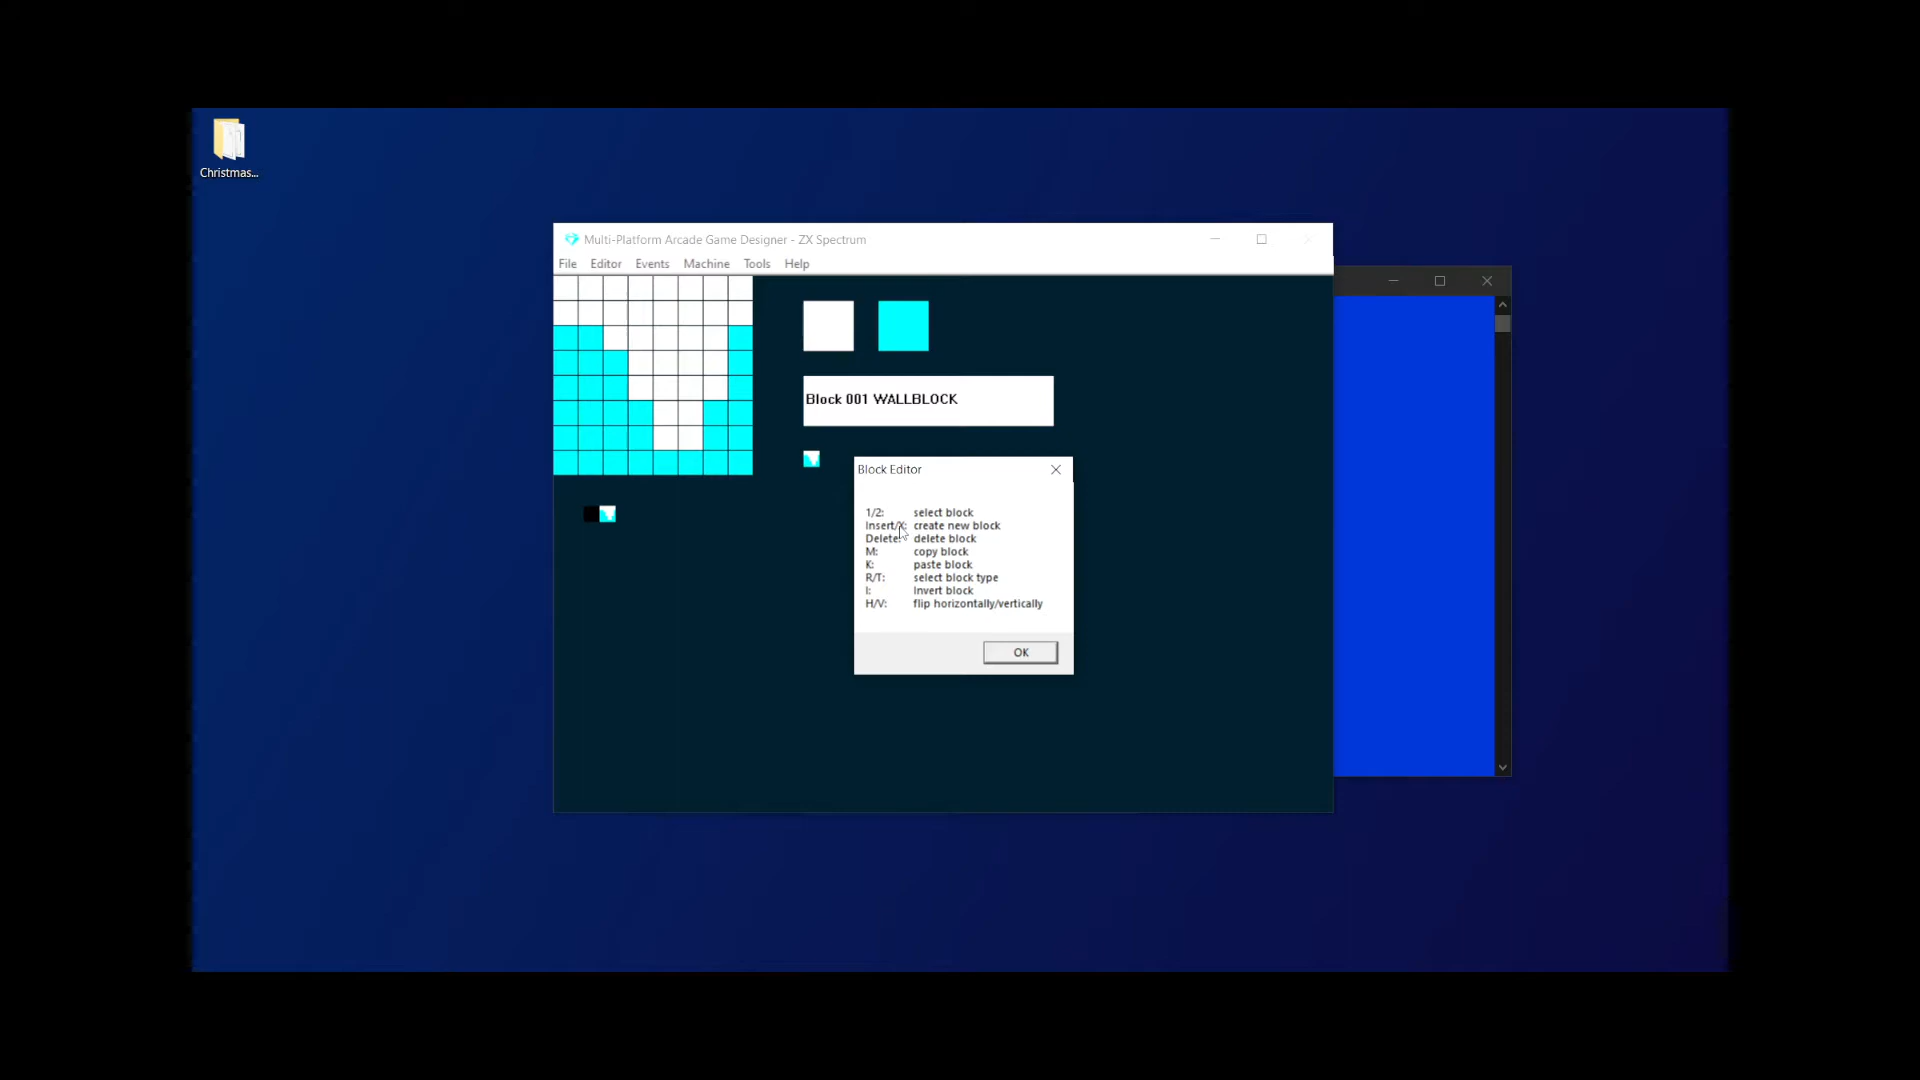 Christmas...
Multi-Platform Arcade Game Designer - ZX Spectrum
File Editor Events Machine Tools Help
Block 001 WALLBLOCK
Block Editor
1/2: select block
Insert/X: create new block
Delete: delete block
M: copy block
K: paste block
R/T: select block type
I: Invert block
H/V: flip horizontally/vertically
OK